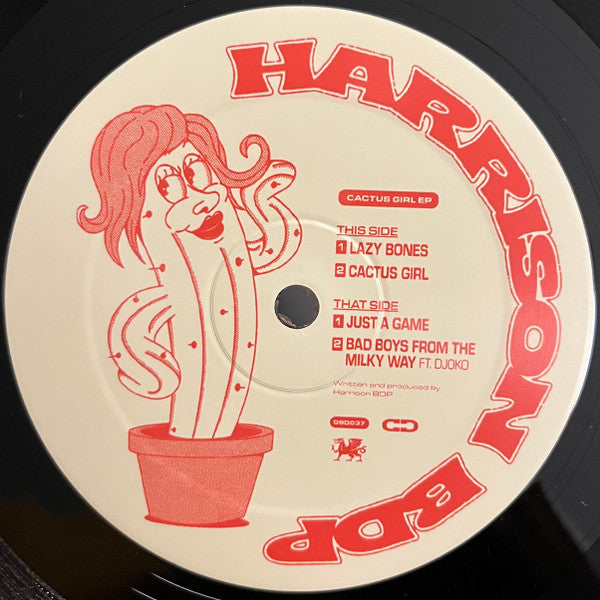 HARRISON BDP
CACTUS GIRL EP
THIS SIDE
1 LAZY BONES
2 CACTUS GIRL
THAT SIDE
1 JUST A GAME
2 BAD BOYS FROM THE
MILKY WAY FT. DJOKO
Written and produced by
Harrison BDP
DBD037